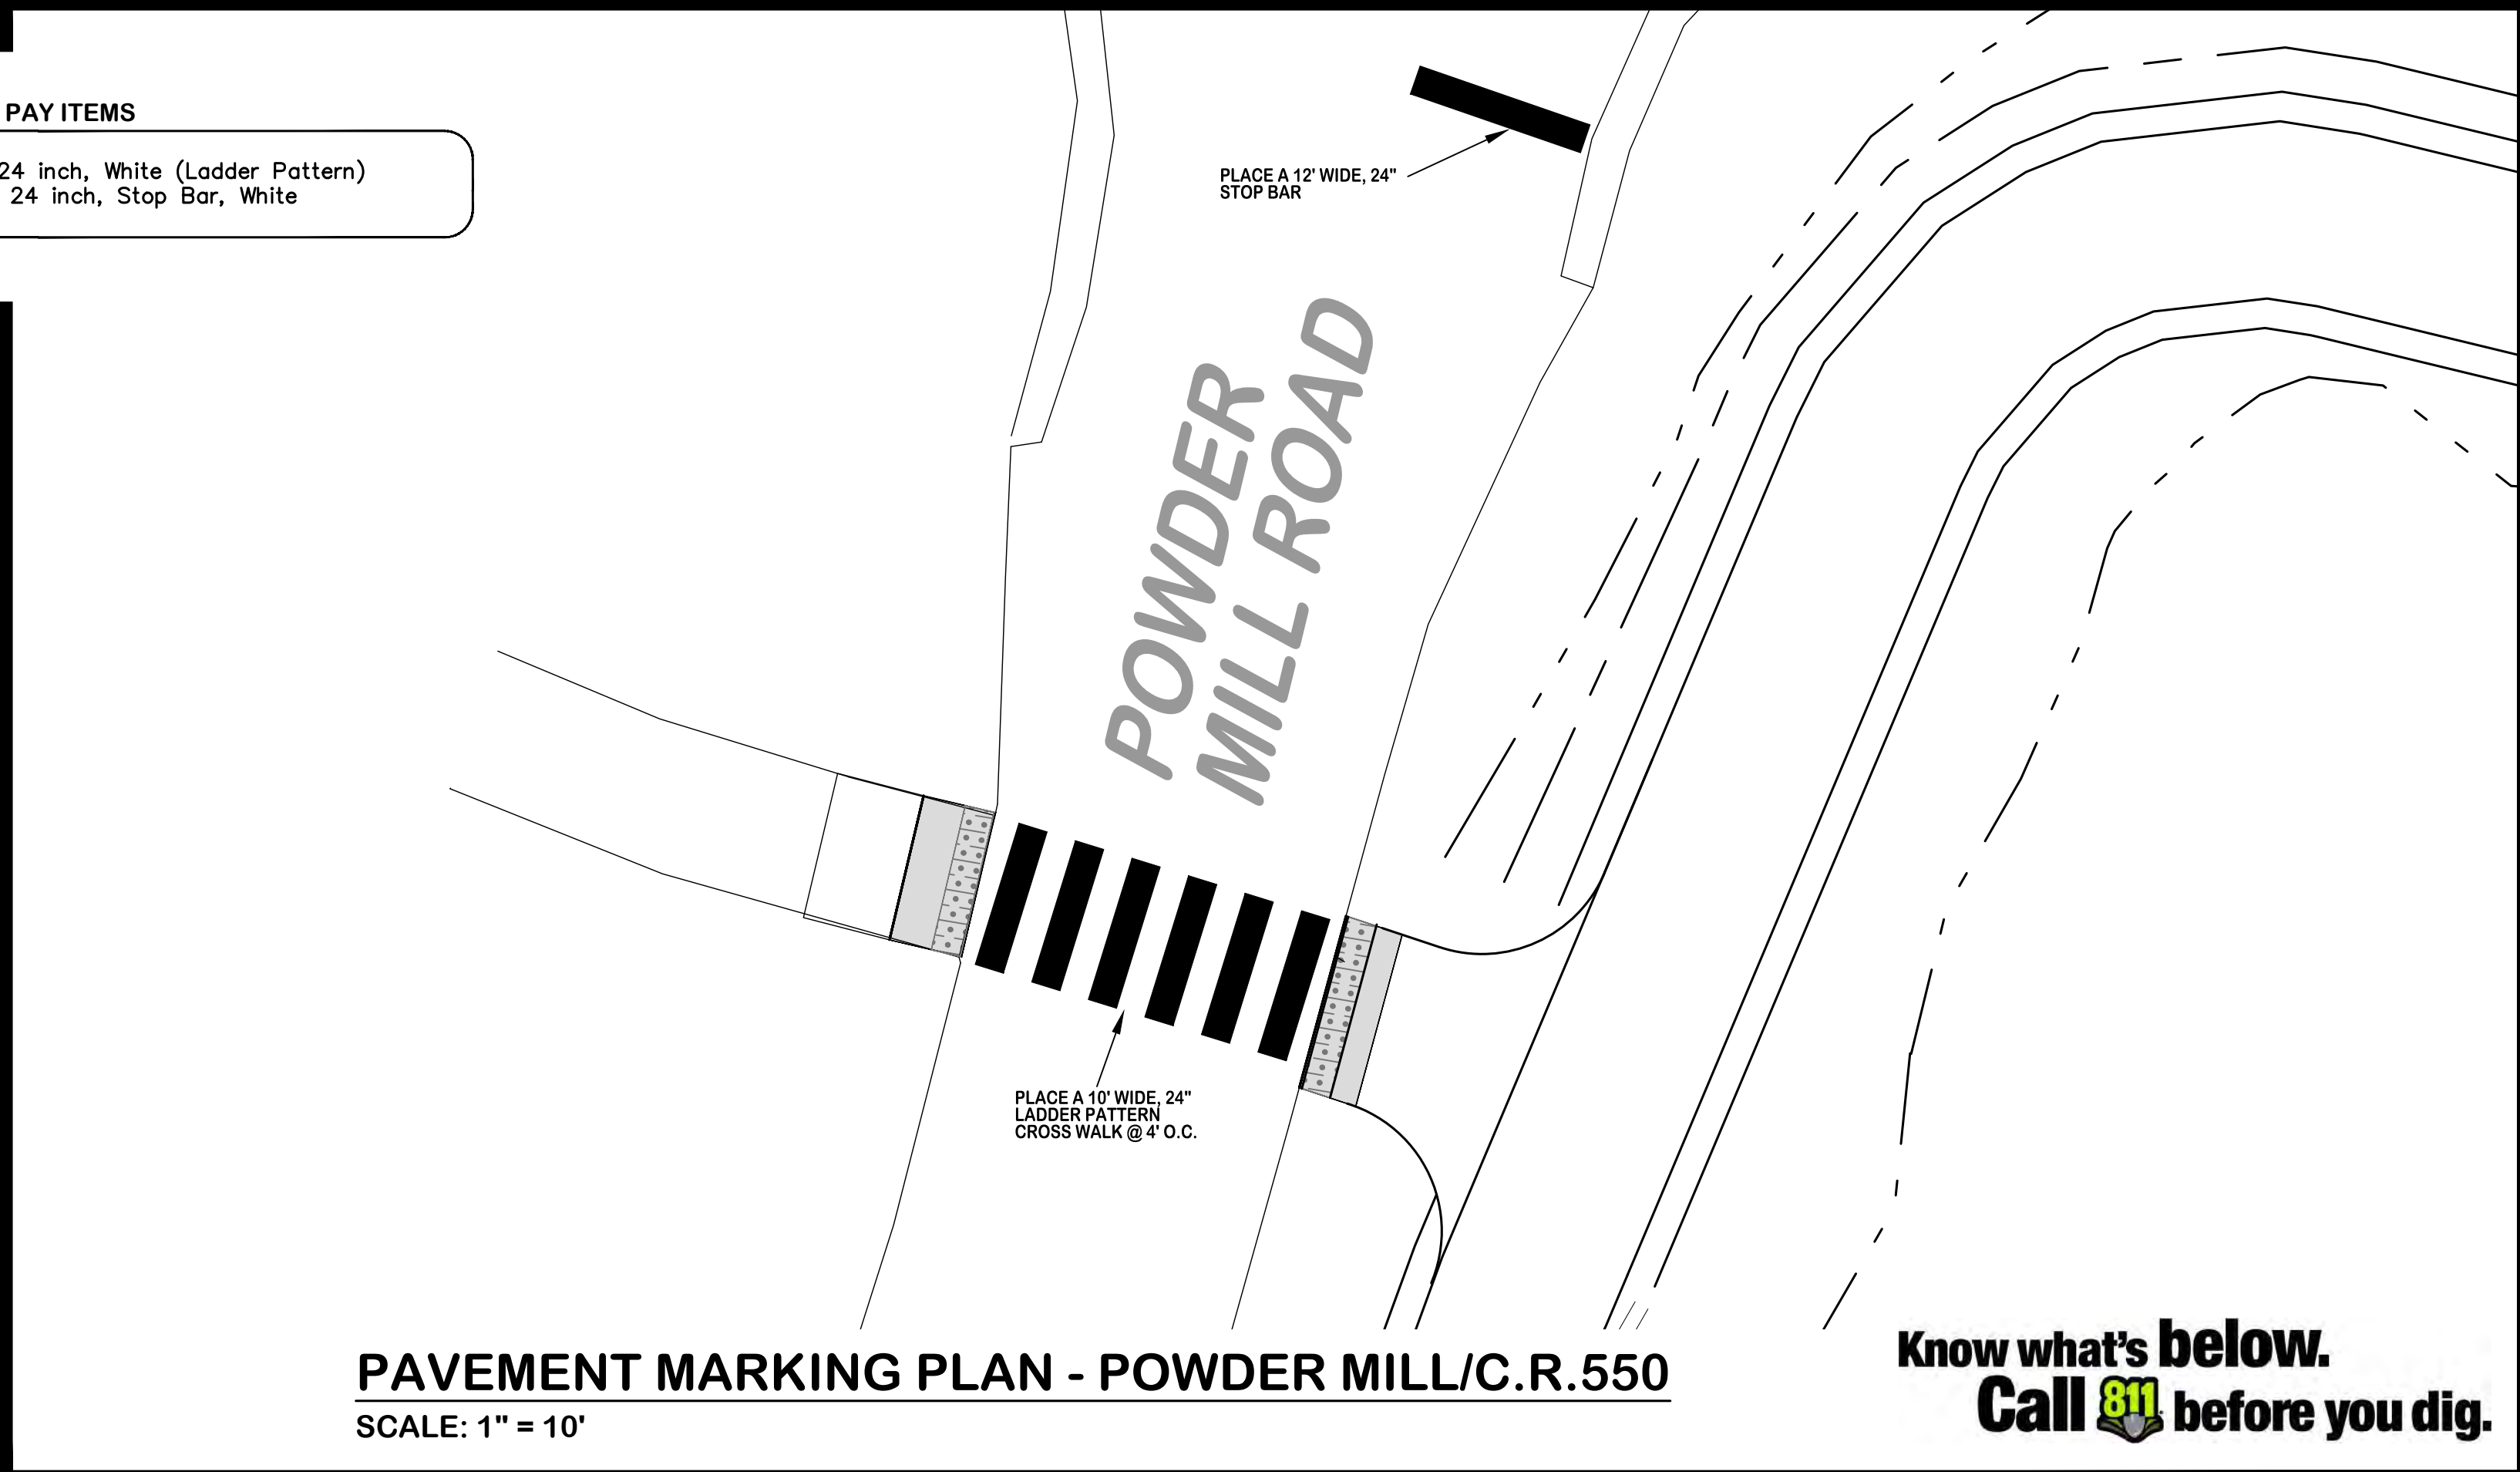 PAY ITEMS
24 inch, White (Ladder Pattern)
24 inch, Stop Bar, White
PLACE A 12' WIDE, 24"
STOP BAR
POWDER
MILL ROAD
PLACE A 10' WIDE, 24"
LADDER PATTERN
CROSS WALK @ 4' O.C.
PAVEMENT MARKING PLAN - POWDER MILL/C.R.550
SCALE: 1" = 10'
Know what's below.
Call 811 before you dig.